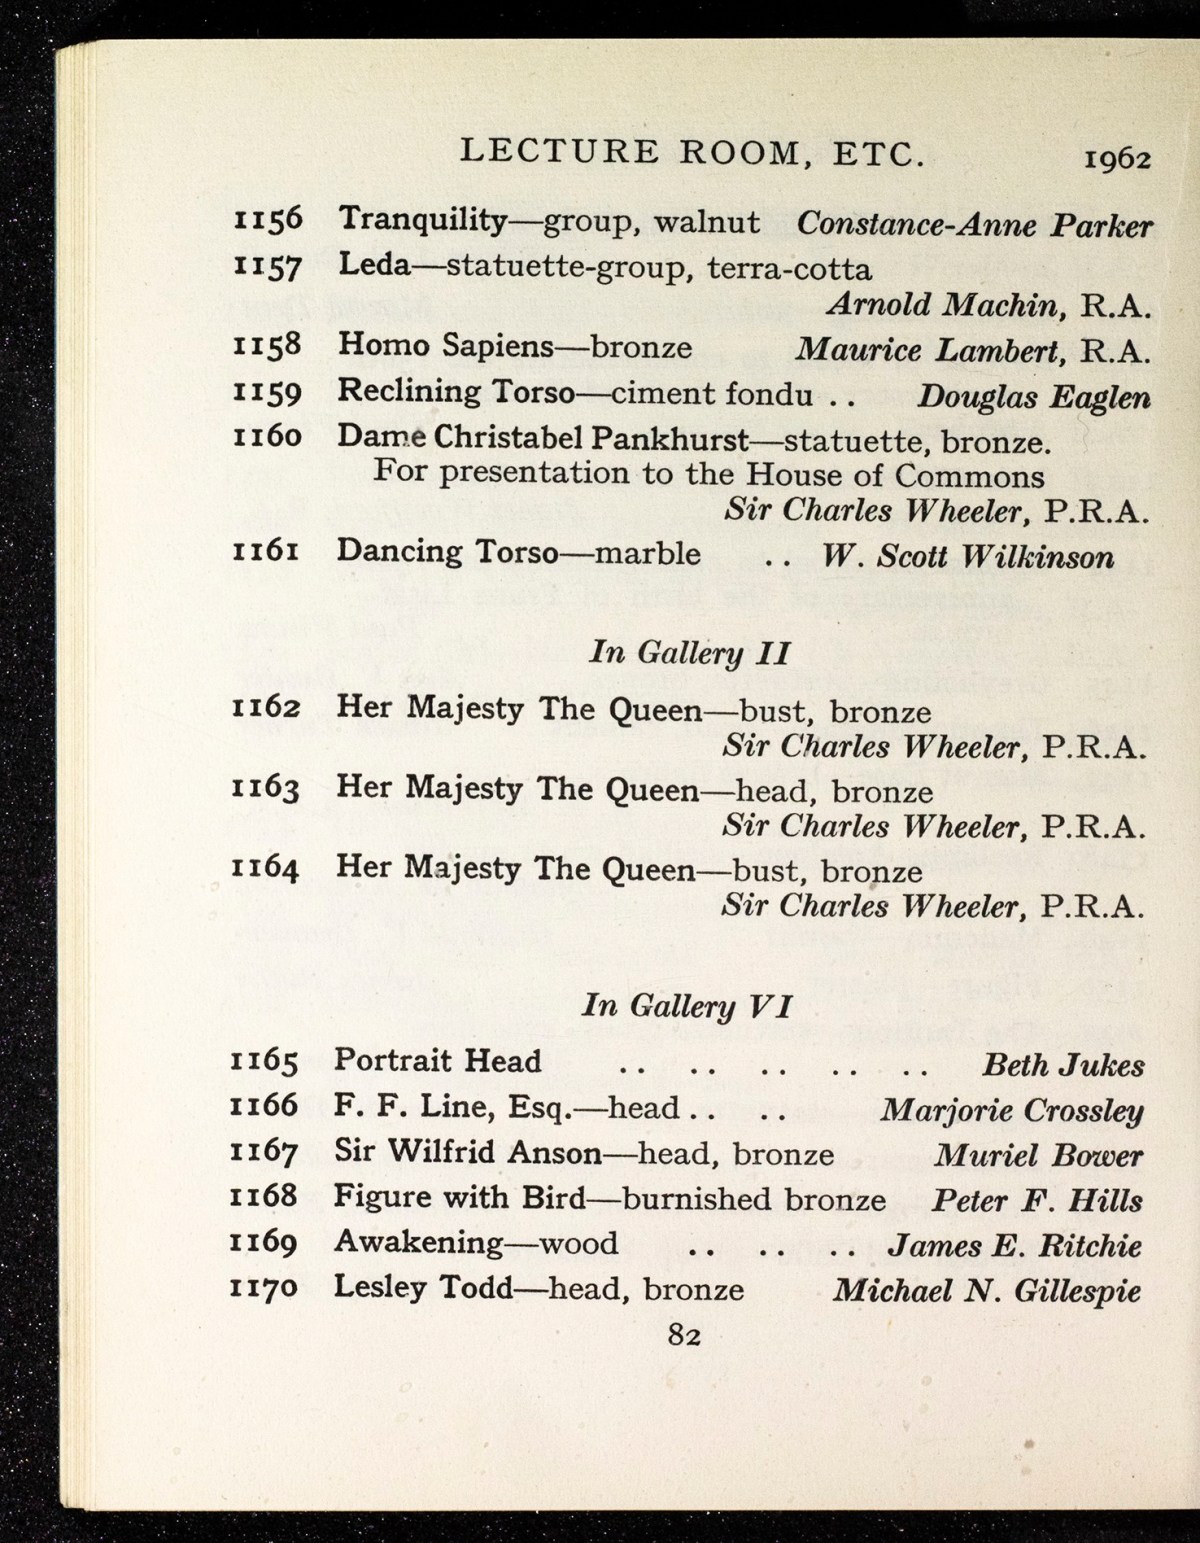 LECTURE ROOM, ETC. 1962
1156 Tranquility—group, walnut Constance-Anne Parker
1157 Leda—statuette-group, terra-cotta
Arnold Machin, R.A.
1158 Homo Sapiens—bronze Maurice Lambert, R.A.
1159 Reclining Torso—ciment fondu .. Douglas Eaglen
1160 Dame Christabel Pankhurst—statuette, bronze.
For presentation to the House of Commons
Sir Charles Wheeler, P.R.A.
1161 Dancing Torso—marble .. W. Scott Wilkinson
In Gallery II
1162 Her Majesty The Queen—bust, bronze
Sir Charles Wheeler, P.R.A.
1163 Her Majesty The Queen—head, bronze
Sir Charles Wheeler, P.R.A.
1164 Her Majesty The Queen—bust, bronze
Sir Charles Wheeler, P.R.A.
In Gallery VI
1165 Portrait Head .. .. .. .. .. Beth Jukes
1166 F. F. Line, Esq.—head .. .. Marjorie Crossley
1167 Sir Wilfrid Anson—head, bronze Muriel Bower
1168 Figure with Bird—burnished bronze Peter F. Hills
1169 Awakening—wood .. .. .. James E. Ritchie
1170 Lesley Todd—head, bronze Michael N. Gillespie
82